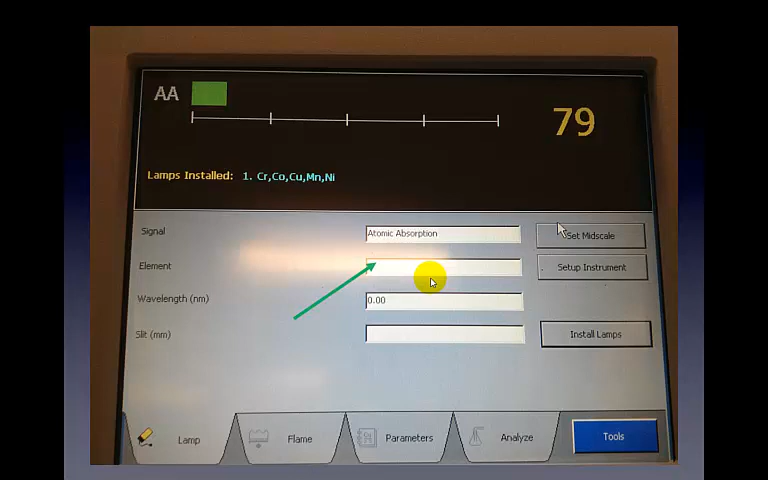 AA
79
Lamps Installed: 1. Cr,Co,Cu,Mn,Ni
Signal Atomic Absorption Set Midscale
Element Setup Instrument
Wavelength (nm) 0.00
Slit (mm) Install Lamps
Lamp Flame Parameters Analyze Tools